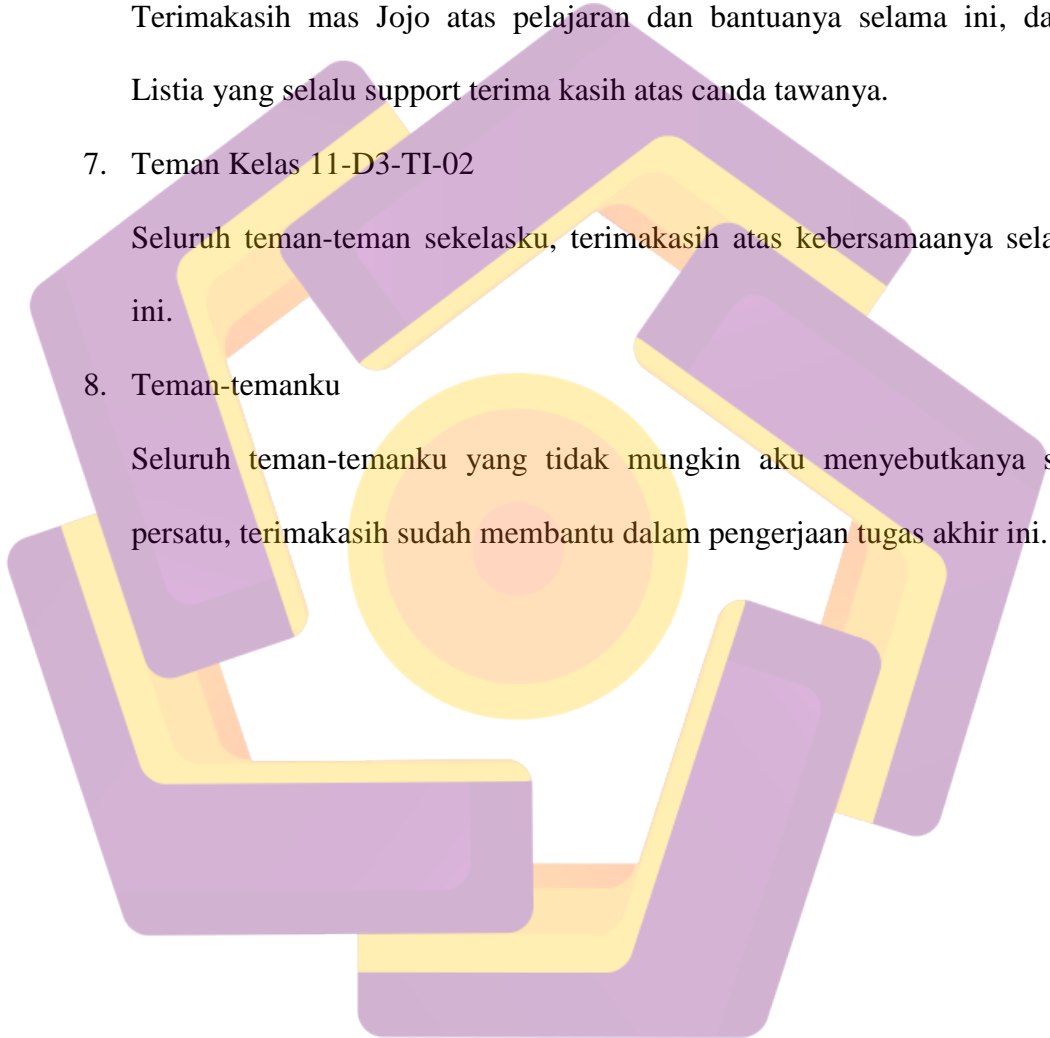 Terimakasih mas Jojo atas pelajaran dan bantuanya selama ini, da
Listia yang selalu support terima kasih atas canda tawanya.
7. Teman Kelas 11-D3-TI-02
Seluruh teman-teman sekelasku, terimakasih atas kebersamaanya sela
ini.
8. Teman-temanku
Seluruh teman-temanku yang tidak mungkin aku menyebutkanya s
persatu, terimakasih sudah membantu dalam pengerjaan tugas akhir ini.